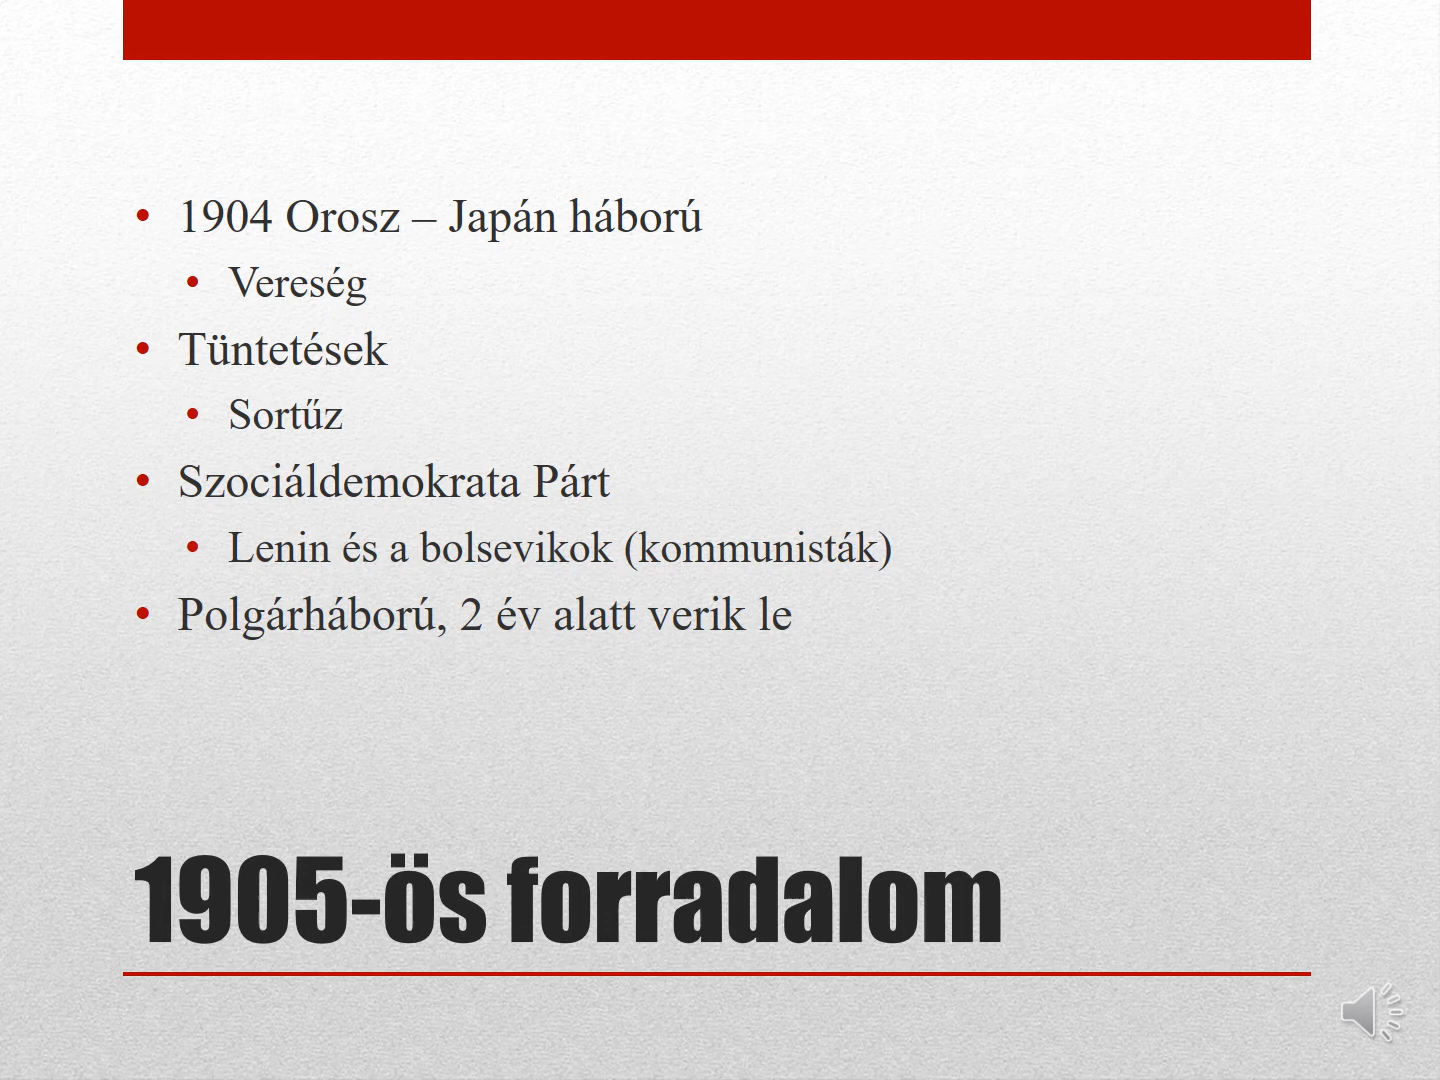 • 1904 Orosz – Japán háború
• Vereség
• Tüntetések
• Sortűz
• Szociáldemokrata Párt
• Lenin és a bolsevikok (kommunisták)
• Polgárháború, 2 év alatt verik le
1905-ös forradalom